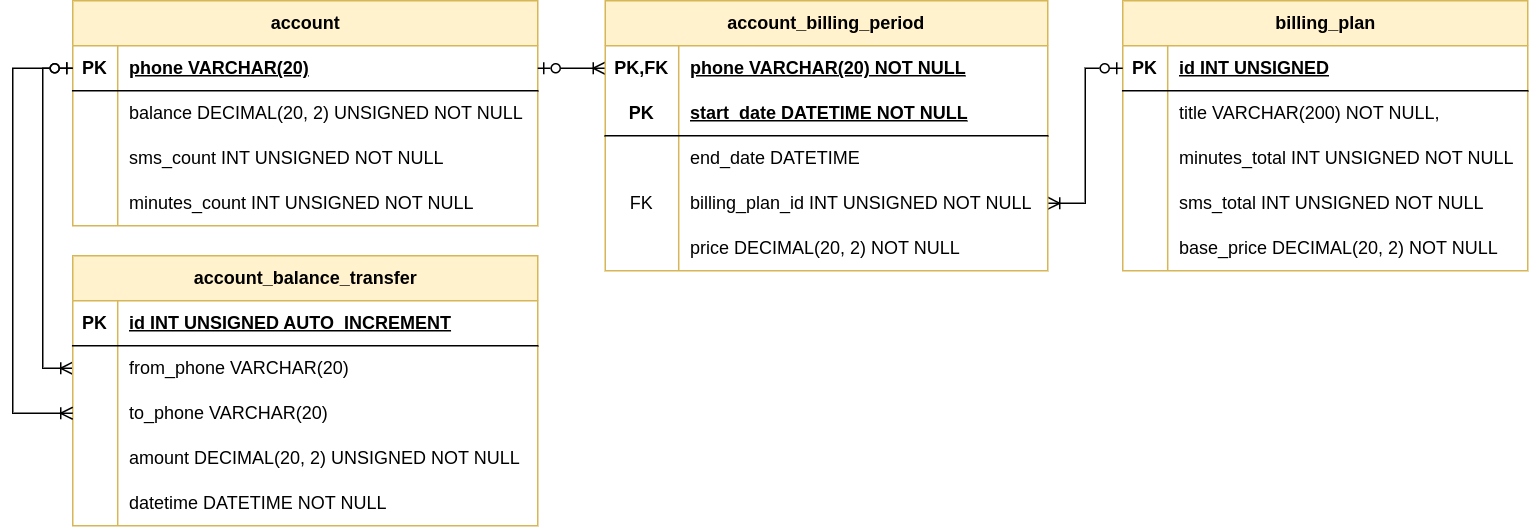 account
PK phone VARCHAR(20)
balance DECIMAL(20, 2) UNSIGNED NOT NULL
sms_count INT UNSIGNED NOT NULL
minutes_count INT UNSIGNED NOT NULL
account_billing_period
PK,FK phone VARCHAR(20) NOT NULL
PK start_date DATETIME NOT NULL
end_date DATETIME
FK billing_plan_id INT UNSIGNED NOT NULL
price DECIMAL(20, 2) NOT NULL
billing_plan
PK id INT UNSIGNED
title VARCHAR(200) NOT NULL,
minutes_total INT UNSIGNED NOT NULL
sms_total INT UNSIGNED NOT NULL
base_price DECIMAL(20, 2) NOT NULL
account_balance_transfer
PK id INT UNSIGNED AUTO_INCREMENT
from_phone VARCHAR(20)
to_phone VARCHAR(20)
amount DECIMAL(20, 2) UNSIGNED NOT NULL
datetime DATETIME NOT NULL